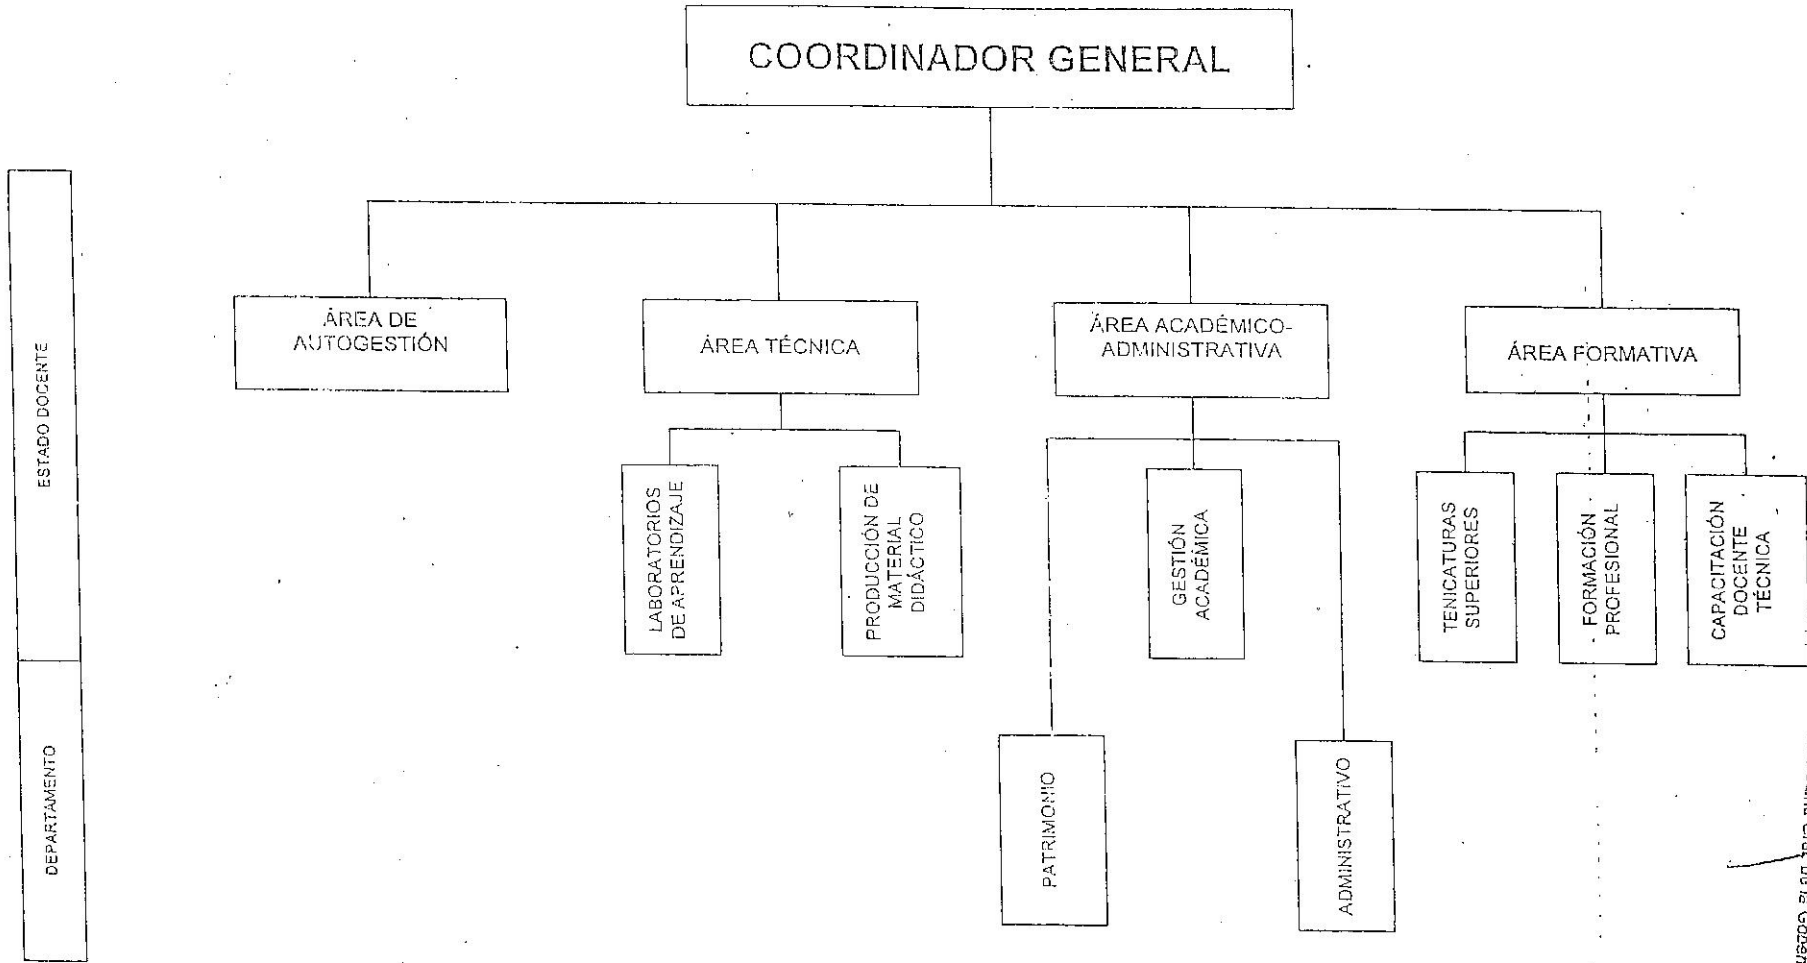 COORDINADOR GENERAL
ESTADO DOCENTE
DEPARTAMENTO
ÁREA DE
AUTOGESTIÓN
ÁREA TÉCNICA
ÁREA ACADÉMICO-
ADMINISTRATIVA
ÁREA FORMATIVA
LABORATORIOS
DE APRENDIZAJE
PRODUCCIÓN DE
MATERIAL
DIDÁCTICO
GESTIÓN
ACADÉMICA
TENICATURAS
SUPERIORES
FORMACIÓN
PROFESIONAL
CAPACITACIÓN
DOCENTE
TÉCNICA
PATRIMONIO
ADMINISTRATIVO